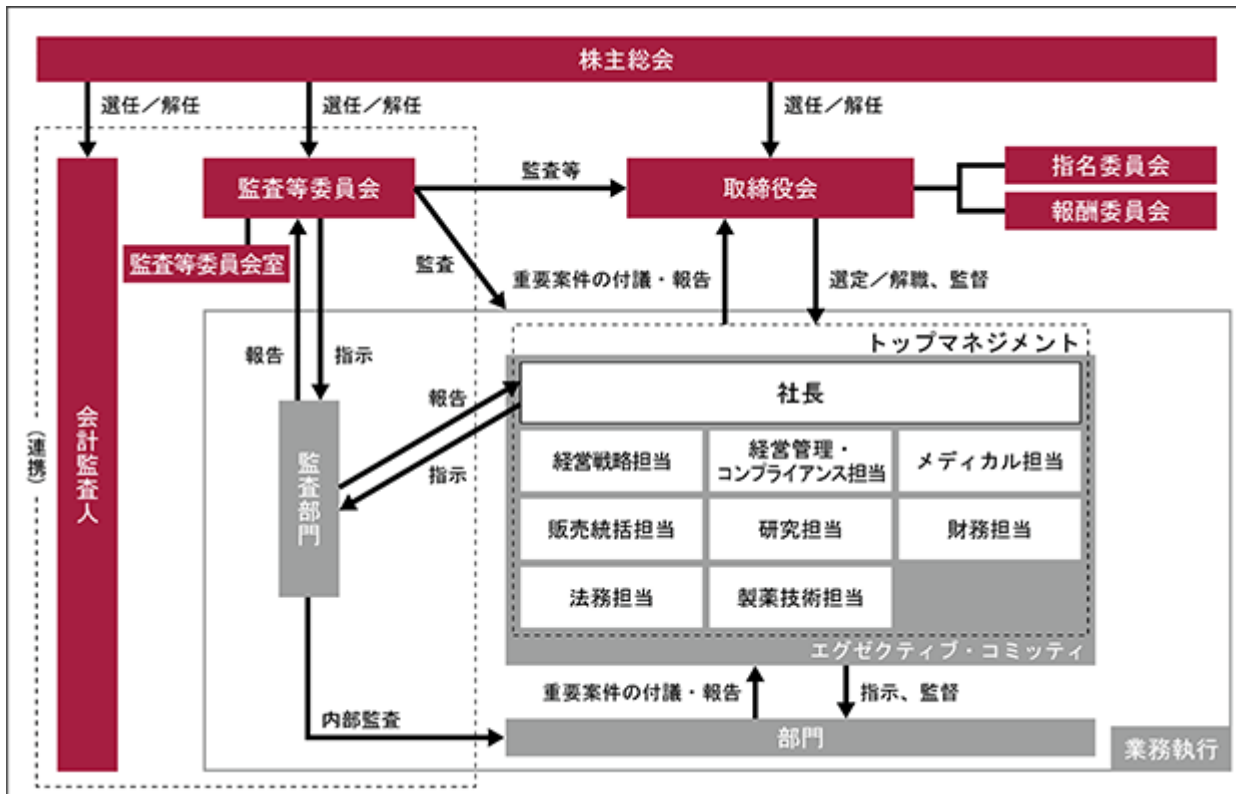 株主総会
選任／解任
選任／解任
選任／解任
監査等委員会
監査等
取締役会
指名委員会
報酬委員会
監査等委員会室
監査
重要案件の付議・報告
選定／解職、監督
トップマネジメント
報告
指示
社長
報告
指示
経営戦略担当
経営管理・
コンプライアンス担当
メディカル担当
販売統括担当
研究担当
財務担当
法務担当
製薬技術担当
エグゼクティブ・コミッティ
（連携）
会計監査人
監査部門
重要案件の付議・報告
指示、監督
内部監査
部門
業務執行